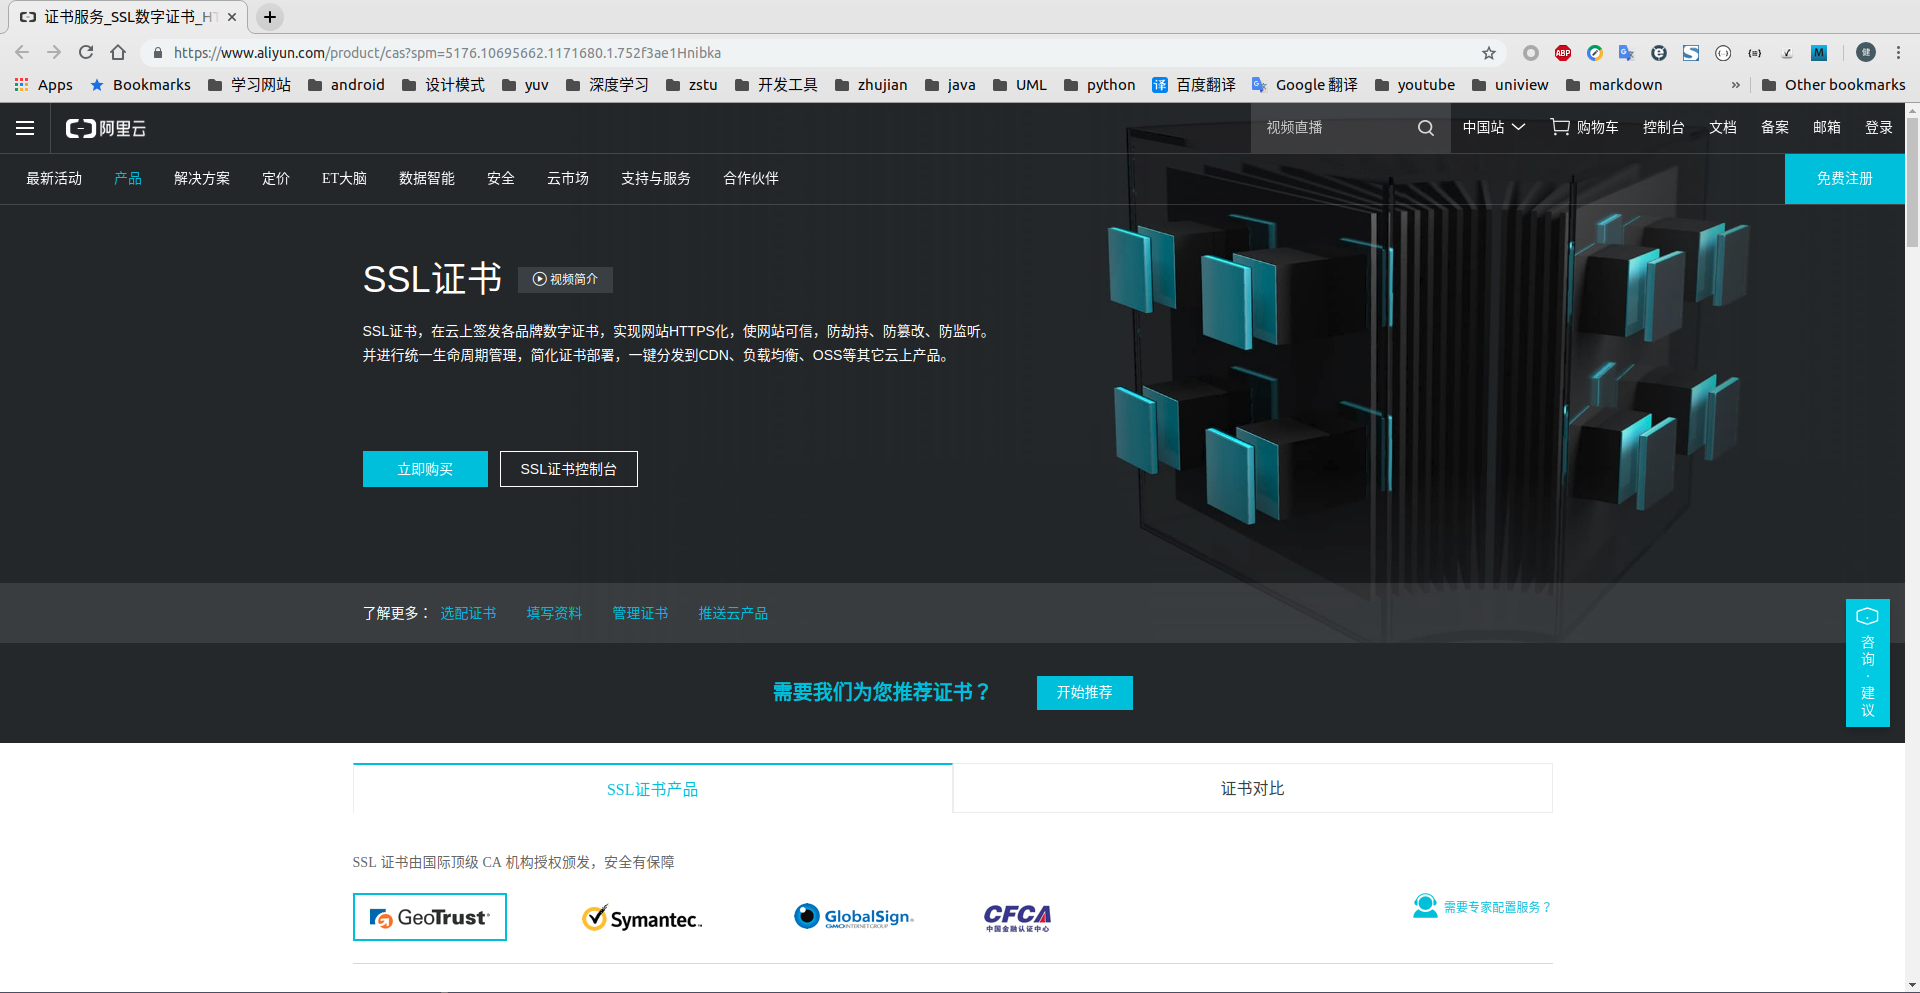 证书服务_SSL数字证书_HT
https://www.aliyun.com/product/cas?spm=5176.10695662.1171680.1.752f3ae1Hnibka
ABP
M
健
Apps Bookmarks 学习网站 android 设计模式 yuv 深度学习 zstu 开发工具 zhujian java UML python 译 百度翻译 Google 翻译 youtube uniview markdown » Other bookmarks
阿里云 视频直播 中国站 购物车 控制台 文档 备案 邮箱 登录
最新活动 产品 解决方案 定价 ET大脑 数据智能 安全 云市场 支持与服务 合作伙伴 免费注册
SSL证书 视频简介
SSL证书，在云上签发各品牌数字证书，实现网站HTTPS化，使网站可信，防劫持、防篡改、防监听。
并进行统一生命周期管理，简化证书部署，一键分发到CDN、负载均衡、OSS等其它云上产品。
立即购买 SSL证书控制台
了解更多： 选配证书 填写资料 管理证书 推送云产品
咨询·建议
需要我们为您推荐证书？ 开始推荐
SSL证书产品 证书对比
SSL 证书由国际顶级 CA 机构授权颁发，安全有保障
GeoTrust Symantec™ GlobalSign GMO INTERNET GROUP CFCA 中国金融认证中心 需要专家配置服务？